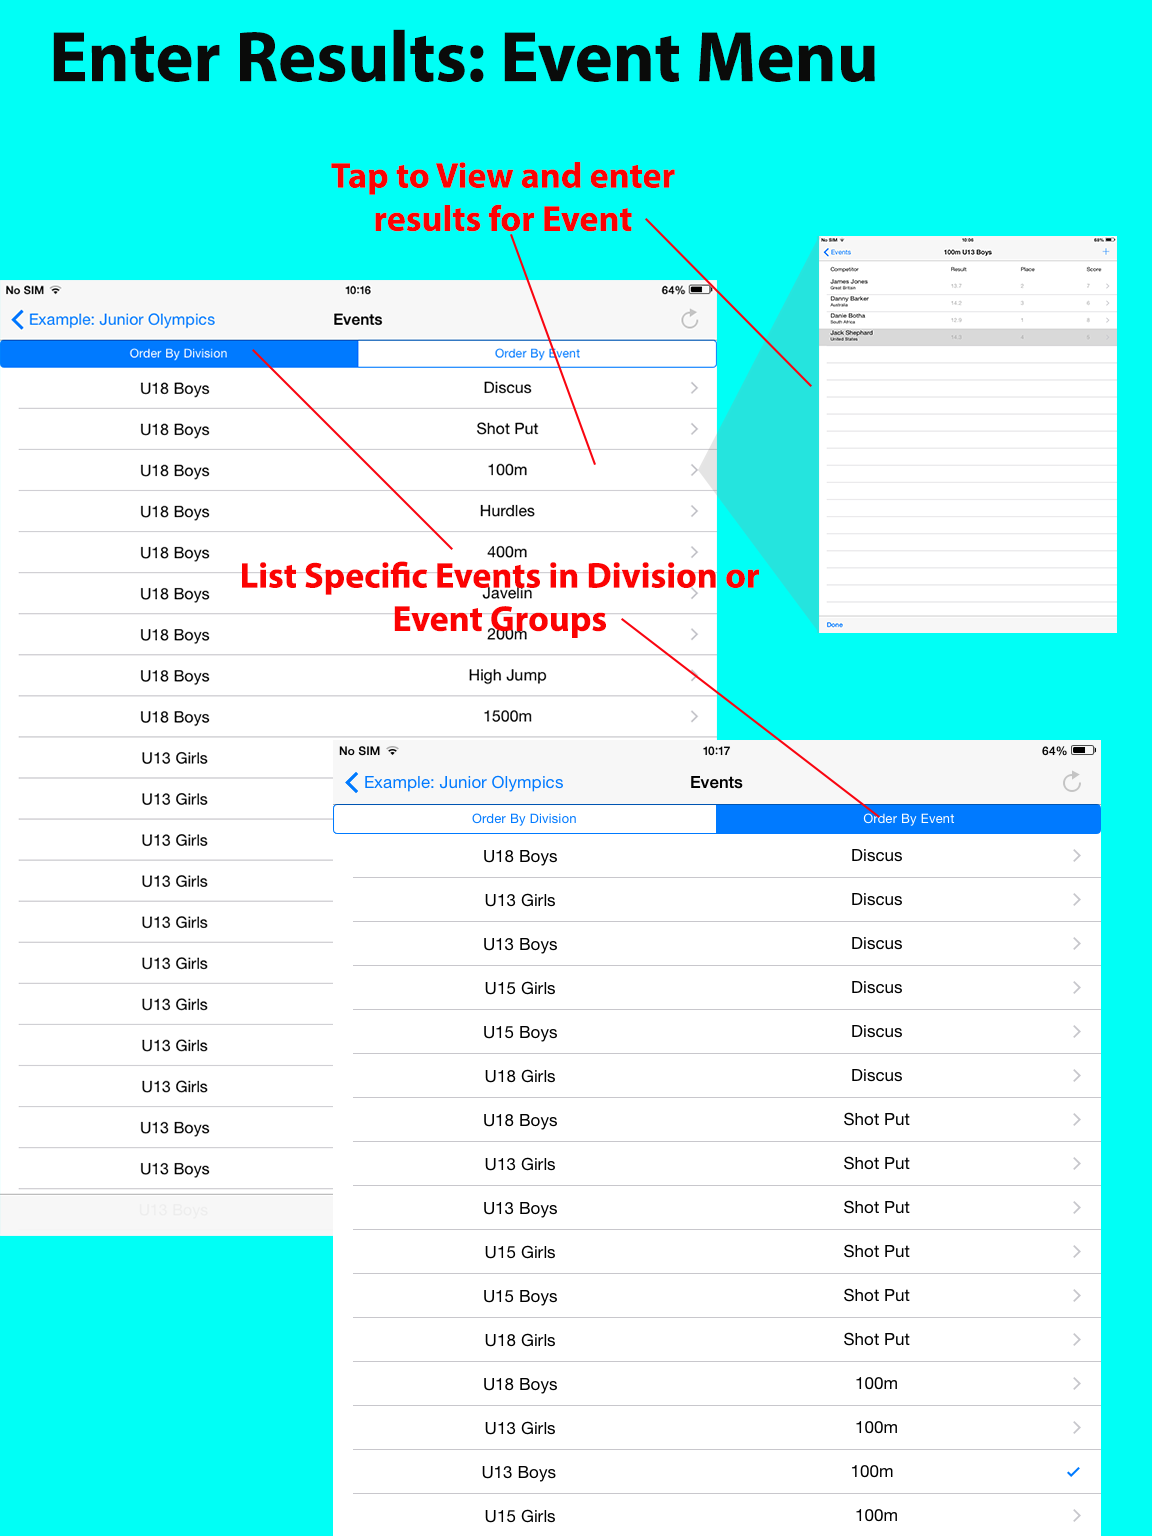 Enter Results: Event Menu
Tap to View and enter
results for Event
No SIM 10:06 68%
Events 100m U13 Boys +
Competitor Result Place Score
James Jones 13.7 2 7
Great Britian
Danny Barker 14.2 3 6
Australia
Danie Botha 12.9 1 8
South Africa
Jack Shephard 14.3 4 5
United States
Done
No SIM 10:16 64%
Example: Junior Olympics Events
Order By Division Order By Event
U18 Boys Discus
U18 Boys Shot Put
U18 Boys 100m
U18 Boys Hurdles
U18 Boys 400m
List Specific Events in Division or
Event Groups
U18 Boys Javelin
U18 Boys 200m
U18 Boys High Jump
U18 Boys 1500m
U13 Girls
U13 Girls
U13 Girls
U13 Girls
U13 Girls
U13 Girls
U13 Girls
U13 Girls
U13 Girls
U13 Boys
U13 Boys
U13 Boys
No SIM 10:17 64%
Example: Junior Olympics Events
Order By Division Order By Event
U18 Boys Discus
U13 Girls Discus
U13 Boys Discus
U15 Girls Discus
U15 Boys Discus
U18 Girls Discus
U18 Boys Shot Put
U13 Girls Shot Put
U13 Boys Shot Put
U15 Girls Shot Put
U15 Boys Shot Put
U18 Girls Shot Put
U18 Boys 100m
U13 Girls 100m
U13 Boys 100m
U15 Girls 100m